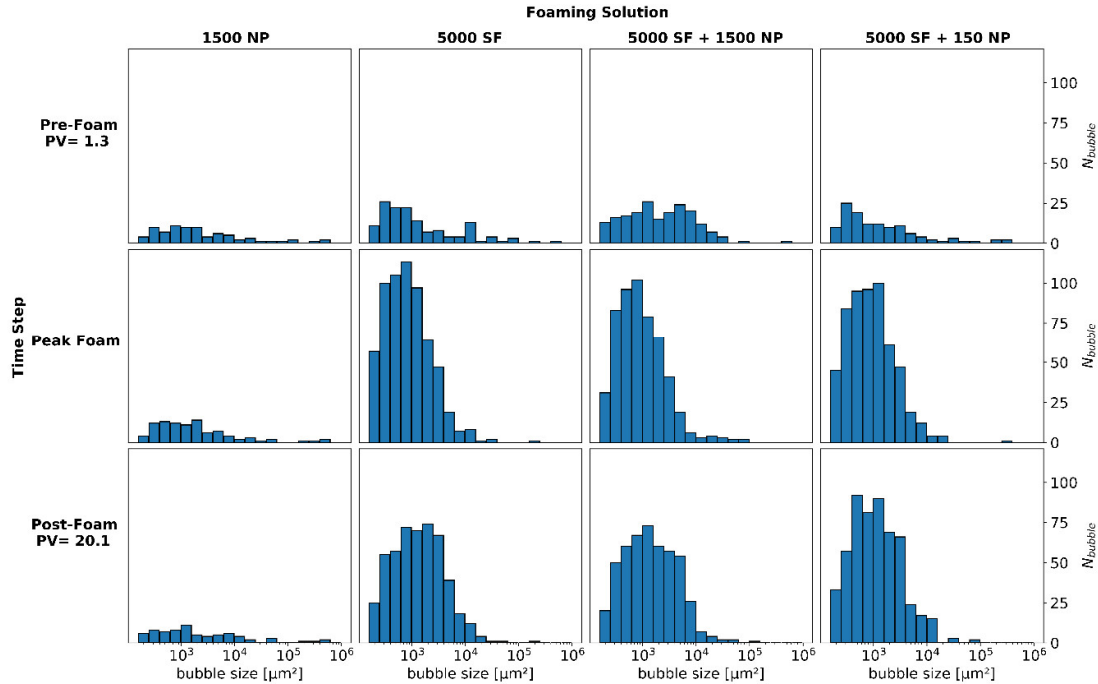 Foaming Solution
1500 NP 5000 SF 5000 SF + 1500 NP 5000 SF + 150 NP
Time Step
Pre-Foam
PV= 1.3
100
75
50
25
0
N_bubble
Peak Foam
100
75
50
25
0
N_bubble
Post-Foam
PV= 20.1
100
75
50
25
0
N_bubble
10³ 10⁴ 10⁵ 10⁶ 10³ 10⁴ 10⁵ 10⁶ 10³ 10⁴ 10⁵ 10⁶ 10³ 10⁴ 10⁵ 10⁶
bubble size [µm²] bubble size [µm²] bubble size [µm²] bubble size [µm²]